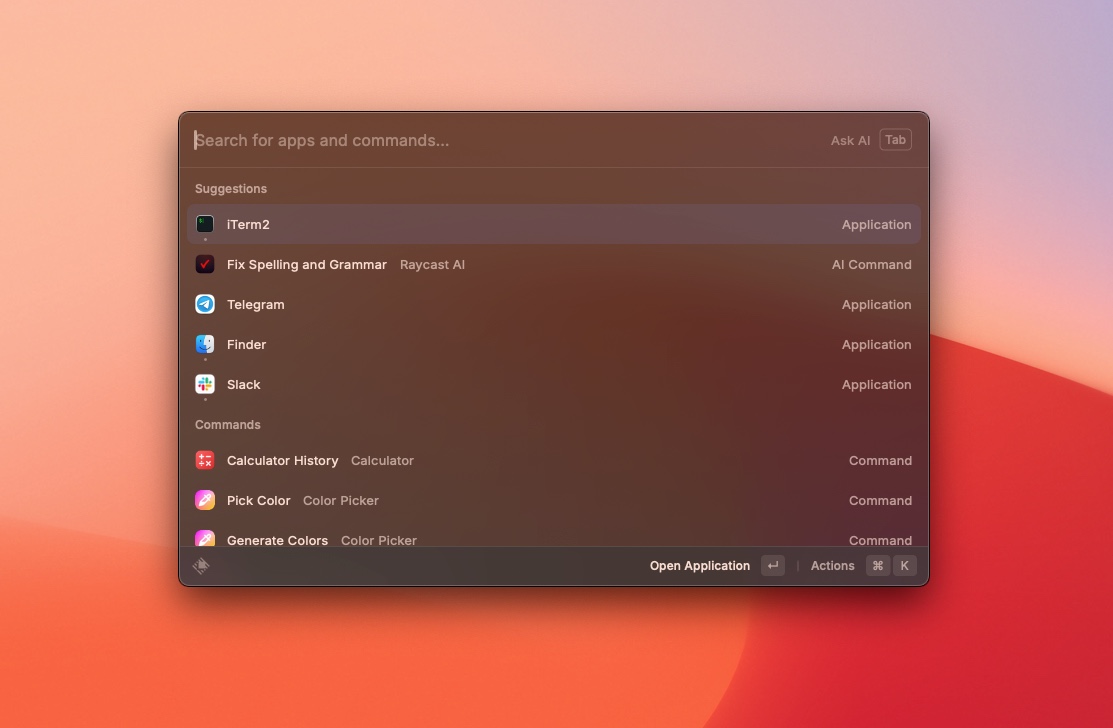 Search for apps and commands... Ask AI Tab
Suggestions
iTerm2 Application
Fix Spelling and Grammar Raycast AI AI Command
Telegram Application
Finder Application
Slack Application
Commands
Calculator History Calculator Command
Pick Color Color Picker Command
Generate Colors Color Picker Command
Open Application ↵ | Actions ⌘ K